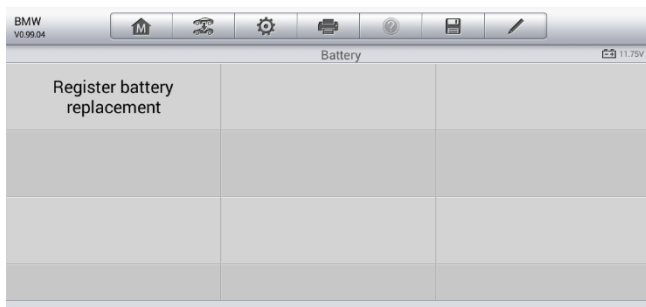 BMW
V0.99.04
M
?
Battery
11.75V
Register battery
replacement